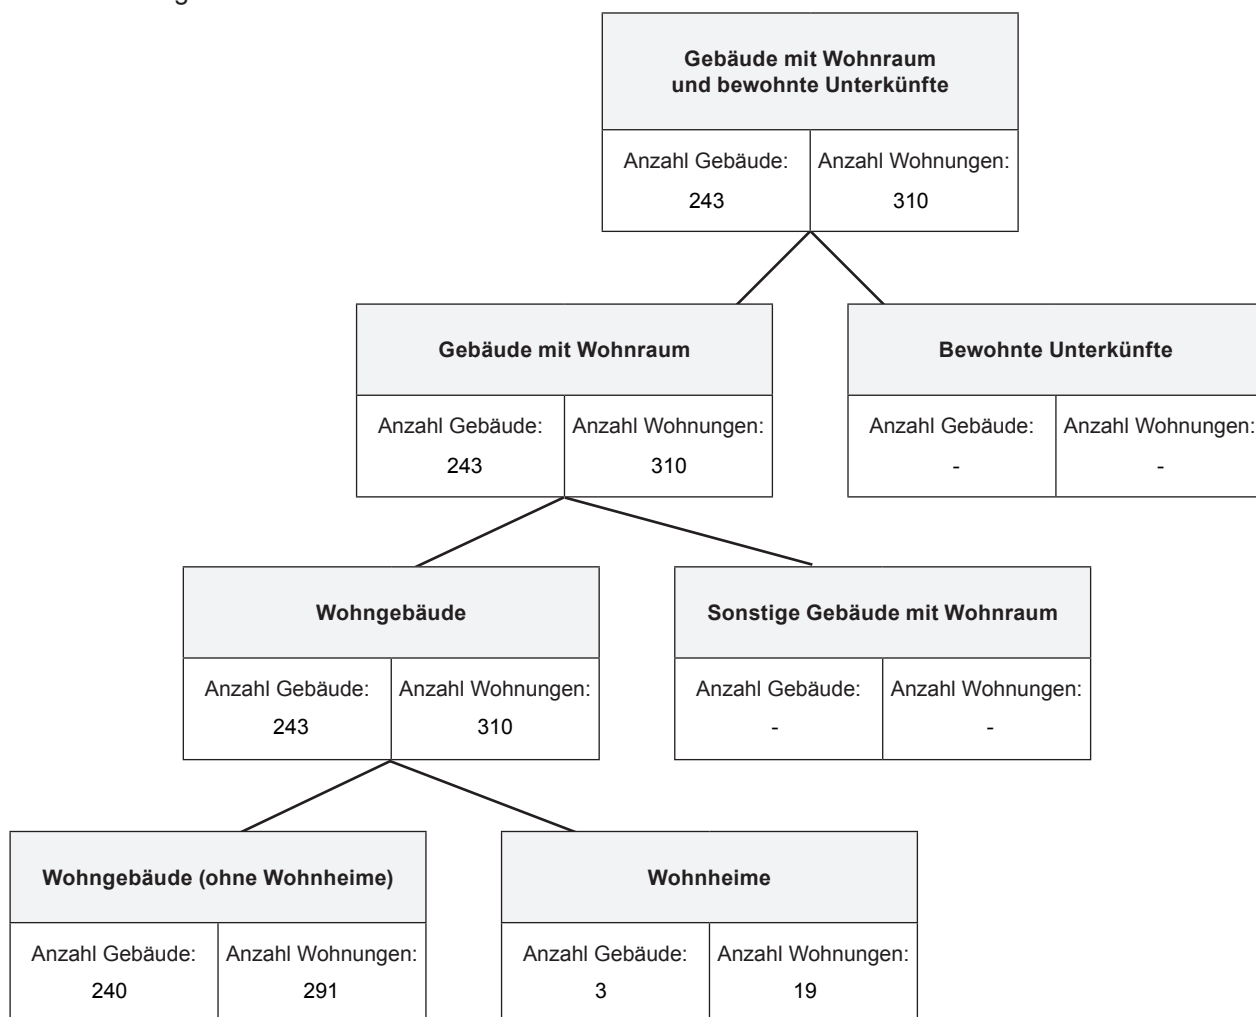 Gebäude mit Wohnraum
und bewohnte Unterkünfte
Anzahl Gebäude: Anzahl Wohnungen:
243 310
Gebäude mit Wohnraum
Anzahl Gebäude: Anzahl Wohnungen:
243 310
Bewohnte Unterkünfte
Anzahl Gebäude: Anzahl Wohnungen:
- -
Wohngebäude
Anzahl Gebäude: Anzahl Wohnungen:
243 310
Sonstige Gebäude mit Wohnraum
Anzahl Gebäude: Anzahl Wohnungen:
- -
Wohngebäude (ohne Wohnheime)
Anzahl Gebäude: Anzahl Wohnungen:
240 291
Wohnheime
Anzahl Gebäude: Anzahl Wohnungen:
3 19